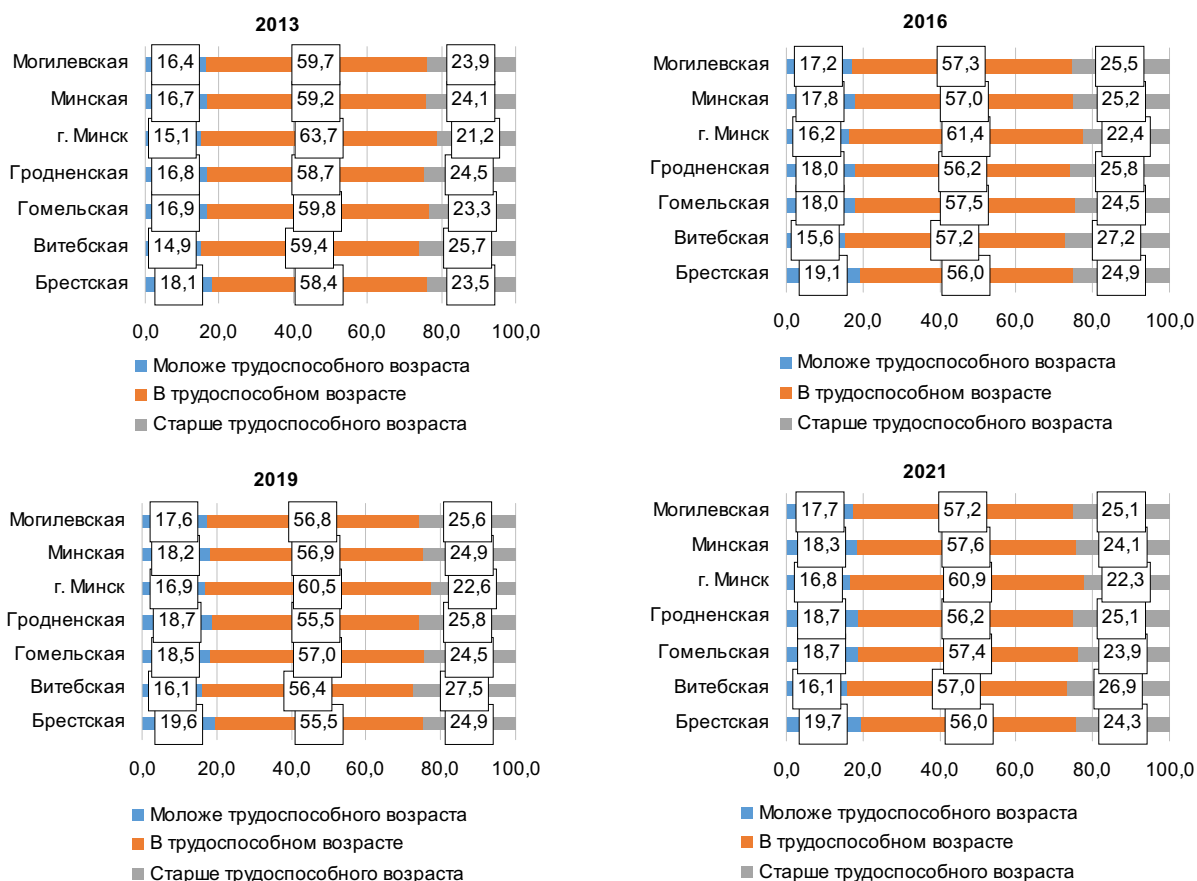 2013
Могилевская 16,4 59,7 23,9
Минская 16,7 59,2 24,1
г. Минск 15,1 63,7 21,2
Гродненская 16,8 58,7 24,5
Гомельская 16,9 59,8 23,3
Витебская 14,9 59,4 25,7
Брестская 18,1 58,4 23,5
0,0 20,0 40,0 60,0 80,0 100,0
Моложе трудоспособного возраста
В трудоспособном возрасте
Старше трудоспособного возраста
2016
Могилевская 17,2 57,3 25,5
Минская 17,8 57,0 25,2
г. Минск 16,2 61,4 22,4
Гродненская 18,0 56,2 25,8
Гомельская 18,0 57,5 24,5
Витебская 15,6 57,2 27,2
Брестская 19,1 56,0 24,9
0,0 20,0 40,0 60,0 80,0 100,0
Моложе трудоспособного возраста
В трудоспособном возрасте
Старше трудоспособного возраста
2019
Могилевская 17,6 56,8 25,6
Минская 18,2 56,9 24,9
г. Минск 16,9 60,5 22,6
Гродненская 18,7 55,5 25,8
Гомельская 18,5 57,0 24,5
Витебская 16,1 56,4 27,5
Брестская 19,6 55,5 24,9
0,0 20,0 40,0 60,0 80,0 100,0
Моложе трудоспособного возраста
В трудоспособном возрасте
Старше трудоспособного возраста
2021
Могилевская 17,7 57,2 25,1
Минская 18,3 57,6 24,1
г. Минск 16,8 60,9 22,3
Гродненская 18,7 56,2 25,1
Гомельская 18,7 57,4 23,9
Витебская 16,1 57,0 26,9
Брестская 19,7 56,0 24,3
0,0 20,0 40,0 60,0 80,0 100,0
Моложе трудоспособного возраста
В трудоспособном возрасте
Старше трудоспособного возраста